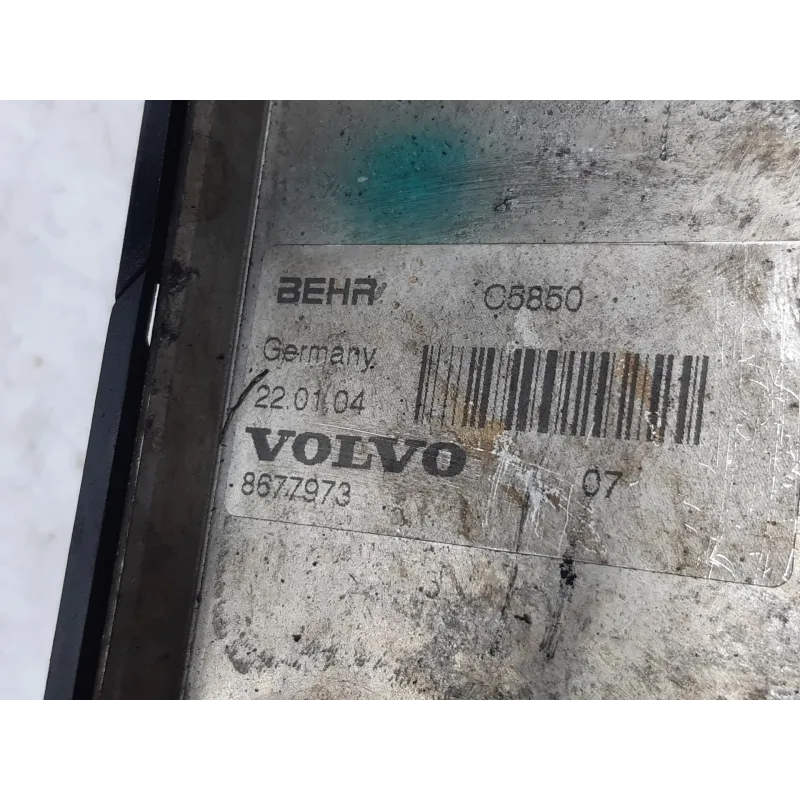 BEHR C5850
Germany
22.01.04
VOLVO
8677973 07